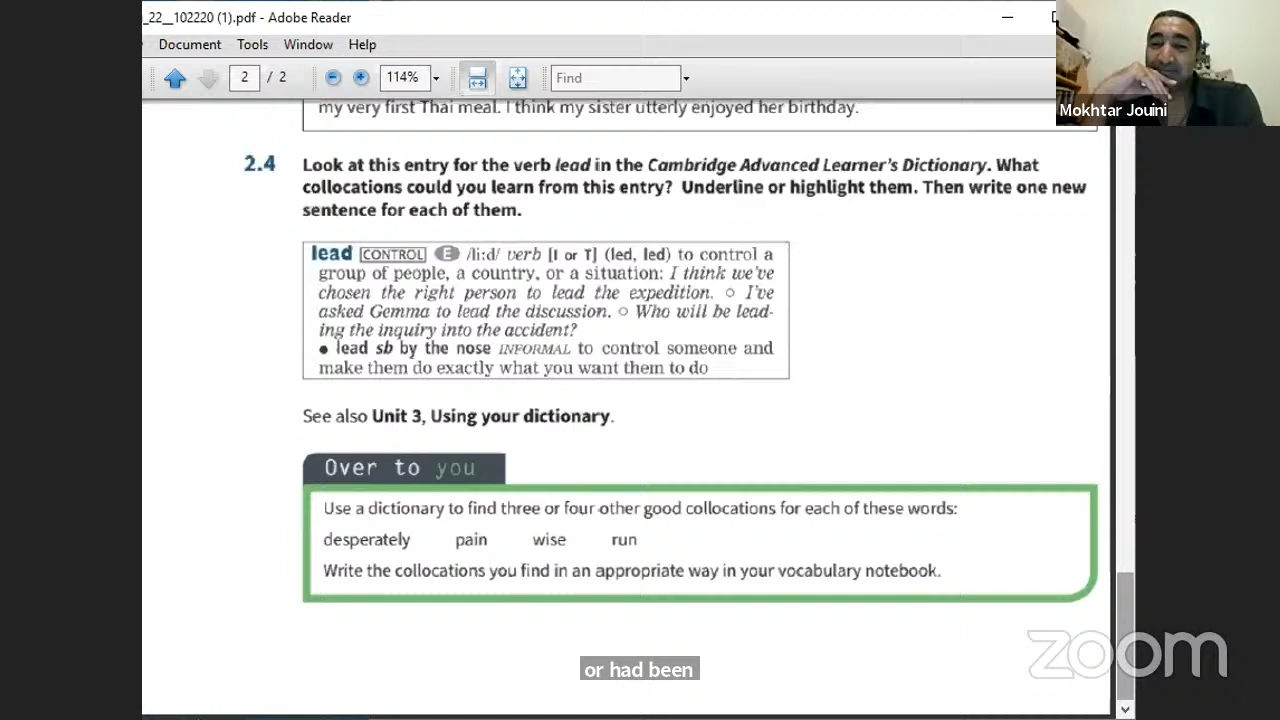 _22__102220 (1).pdf - Adobe Reader
Document Tools Window Help
2 / 2 114% Find
Mokhtar Jouini
my very first Thai meal. I think my sister utterly enjoyed her birthday.
2.4 Look at this entry for the verb lead in the Cambridge Advanced Learner's Dictionary. What
collocations could you learn from this entry? Underline or highlight them. Then write one new
sentence for each of them.
lead CONTROL E /liːd/ verb [I or T] (led, led) to control a
group of people, a country, or a situation: I think we've
chosen the right person to lead the expedition. ○ I've
asked Gemma to lead the discussion. ○ Who will be lead-
ing the inquiry into the accident?
● lead sb by the nose INFORMAL to control someone and
make them do exactly what you want them to do
See also Unit 3, Using your dictionary.
Over to you
Use a dictionary to find three or four other good collocations for each of these words:
desperately pain wise run
Write the collocations you find in an appropriate way in your vocabulary notebook.
zoom
or had been